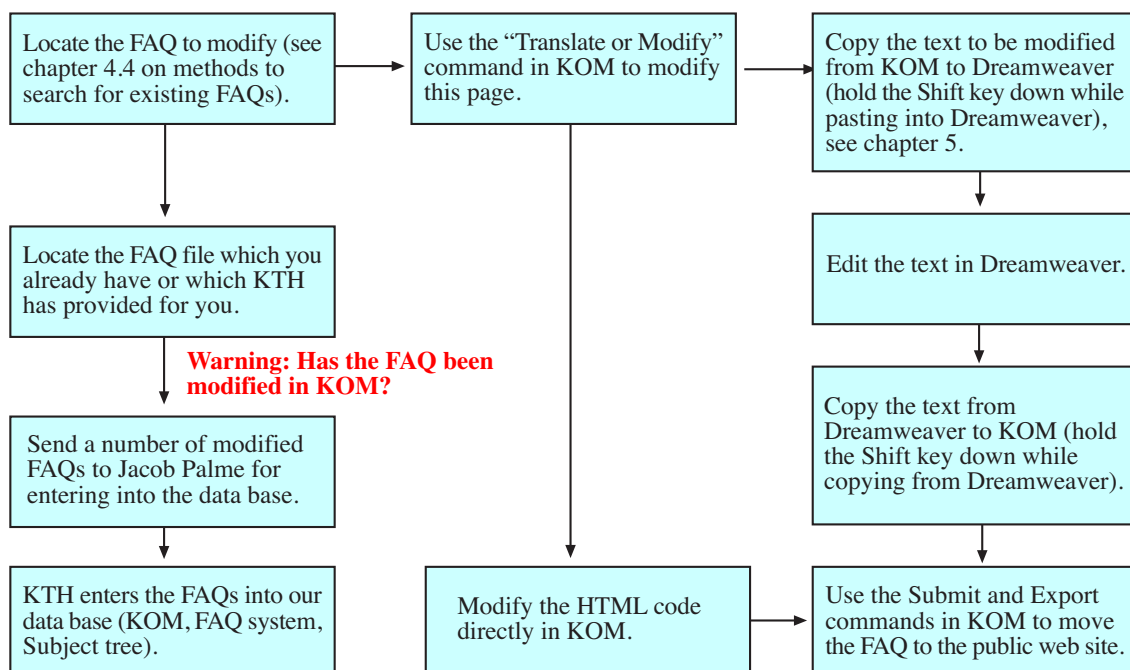 Locate the FAQ to modify (see
chapter 4.4 on methods to
search for existing FAQs).
Use the “Translate or Modify”
command in KOM to modify
this page.
Copy the text to be modified
from KOM to Dreamweaver
(hold the Shift key down while
pasting into Dreamweaver),
see chapter 5.
Locate the FAQ file which you
already have or which KTH
has provided for you.
Edit the text in Dreamweaver.
Warning: Has the FAQ been
modified in KOM?
Send a number of modified
FAQs to Jacob Palme for
entering into the data base.
Copy the text from
Dreamweaver to KOM (hold
the Shift key down while
copying from Dreamweaver).
KTH enters the FAQs into our
data base (KOM, FAQ system,
Subject tree).
Modify the HTML code
directly in KOM.
Use the Submit and Export
commands in KOM to move
the FAQ to the public web site.